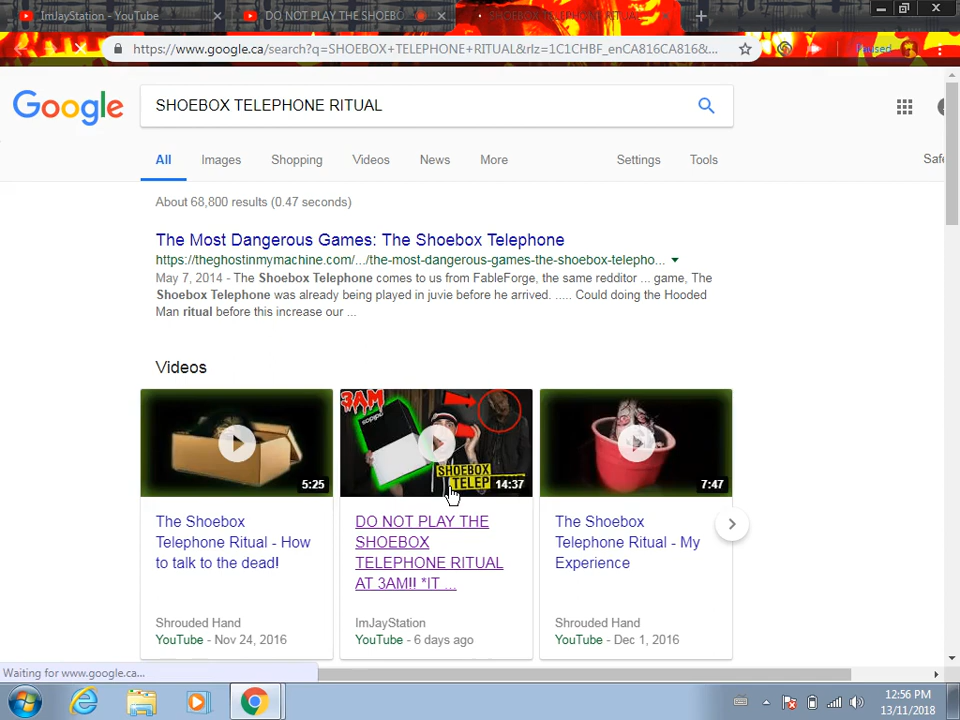 ImJayStation - YouTube
DO NOT PLAY THE SHOEBO
SHOEBOX TELEPHONE RITUAL
https://www.google.ca/search?q=SHOEBOX+TELEPHONE+RITUAL&rlz=1C1CHBF_enCA816CA816&...
Paused
Google
SHOEBOX TELEPHONE RITUAL
All Images Shopping Videos News More Settings Tools
Safe
About 68,800 results (0.47 seconds)
The Most Dangerous Games: The Shoebox Telephone
https://theghostinmymachine.com/.../the-most-dangerous-games-the-shoebox-telepho...
May 7, 2014 - The Shoebox Telephone comes to us from FableForge, the same redditor ... game, The
Shoebox Telephone was already being played in juvie before he arrived. ..... Could doing the Hooded
Man ritual before this increase our ...
Videos
5:25
3AM
adidas
SHOEBOX
TELEP
14:37
7:47
The Shoebox
Telephone Ritual - How
to talk to the dead!
Shrouded Hand
YouTube - Nov 24, 2016
DO NOT PLAY THE
SHOEBOX
TELEPHONE RITUAL
AT 3AM!! *IT ...
ImJayStation
YouTube - 6 days ago
The Shoebox
Telephone Ritual - My
Experience
Shrouded Hand
YouTube - Dec 1, 2016
Waiting for www.google.ca...
12:56 PM
13/11/2018